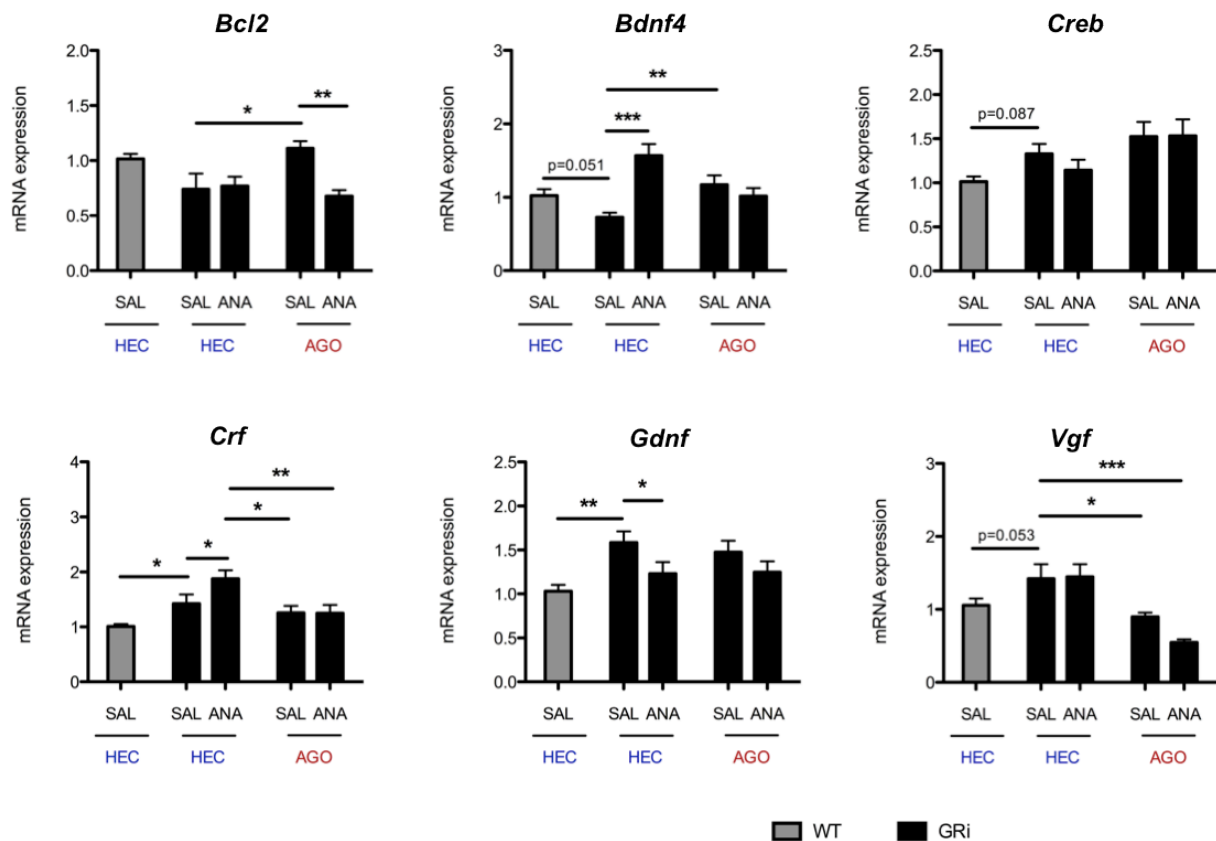 Bcl2
mRNA expression
2.0
1.5
1.0
0.5
0.0
*
**
SAL
SAL ANA
SAL ANA
HEC
HEC
AGO
Bdnf4
mRNA expression
3
2
1
0
**
***
p=0.051
SAL
SAL ANA
SAL ANA
HEC
HEC
AGO
Creb
mRNA expression
2.5
2.0
1.5
1.0
0.5
0.0
p=0.087
SAL
SAL ANA
SAL ANA
HEC
HEC
AGO
Crf
mRNA expression
4
3
2
1
0
**
*
*
*
SAL
SAL ANA
SAL ANA
HEC
HEC
AGO
Gdnf
mRNA expression
2.5
2.0
1.5
1.0
0.5
0.0
*
**
SAL
SAL ANA
SAL ANA
HEC
HEC
AGO
Vgf
mRNA expression
3
2
1
0
***
*
p=0.053
SAL
SAL ANA
SAL ANA
HEC
HEC
AGO
WT
GRi